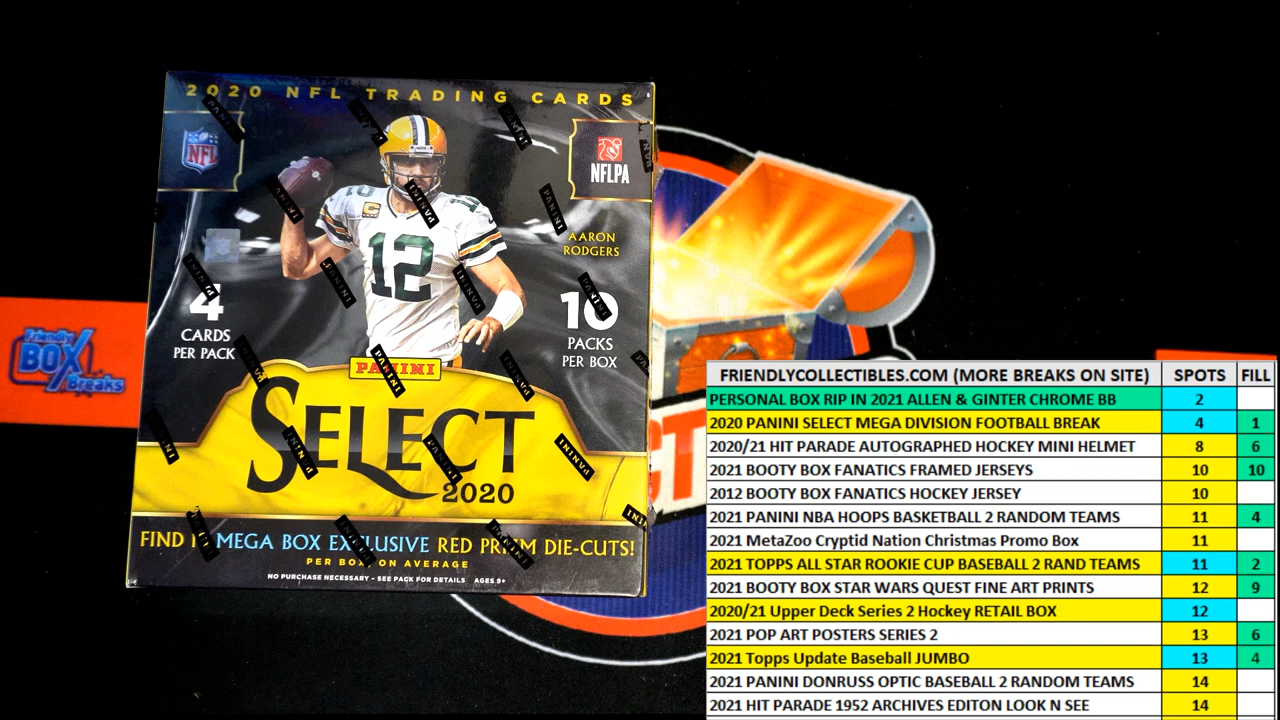 2020 NFL TRADING CARDS
NFL
NFLPA
12
AARON
RODGERS
4
CARDS
PER PACK
10
PACKS
PER BOX
PANINI
SELECT
2020
FIND 10 MEGA BOX EXCLUSIVE RED PRIZM DIE-CUTS!
PER BOX ON AVERAGE
NO PURCHASE NECESSARY - SEE PACK FOR DETAILS AGES 9+
Friendly
BOX
Breaks
FRIENDLYCOLLECTIBLES.COM (MORE BREAKS ON SITE) SPOTS FILL
PERSONAL BOX RIP IN 2021 ALLEN & GINTER CHROME BB 2
2020 PANINI SELECT MEGA DIVISION FOOTBALL BREAK 4 1
2020/21 HIT PARADE AUTOGRAPHED HOCKEY MINI HELMET 8 6
2021 BOOTY BOX FANATICS FRAMED JERSEYS 10 10
2012 BOOTY BOX FANATICS HOCKEY JERSEY 10
2021 PANINI NBA HOOPS BASKETBALL 2 RANDOM TEAMS 11 4
2021 MetaZoo Cryptid Nation Christmas Promo Box 11
2021 TOPPS ALL STAR ROOKIE CUP BASEBALL 2 RAND TEAMS 11 2
2021 BOOTY BOX STAR WARS QUEST FINE ART PRINTS 12 9
2020/21 Upper Deck Series 2 Hockey RETAIL BOX 12
2021 POP ART POSTERS SERIES 2 13 6
2021 Topps Update Baseball JUMBO 13 4
2021 PANINI DONRUSS OPTIC BASEBALL 2 RANDOM TEAMS 14
2021 HIT PARADE 1952 ARCHIVES EDITON LOOK N SEE 14